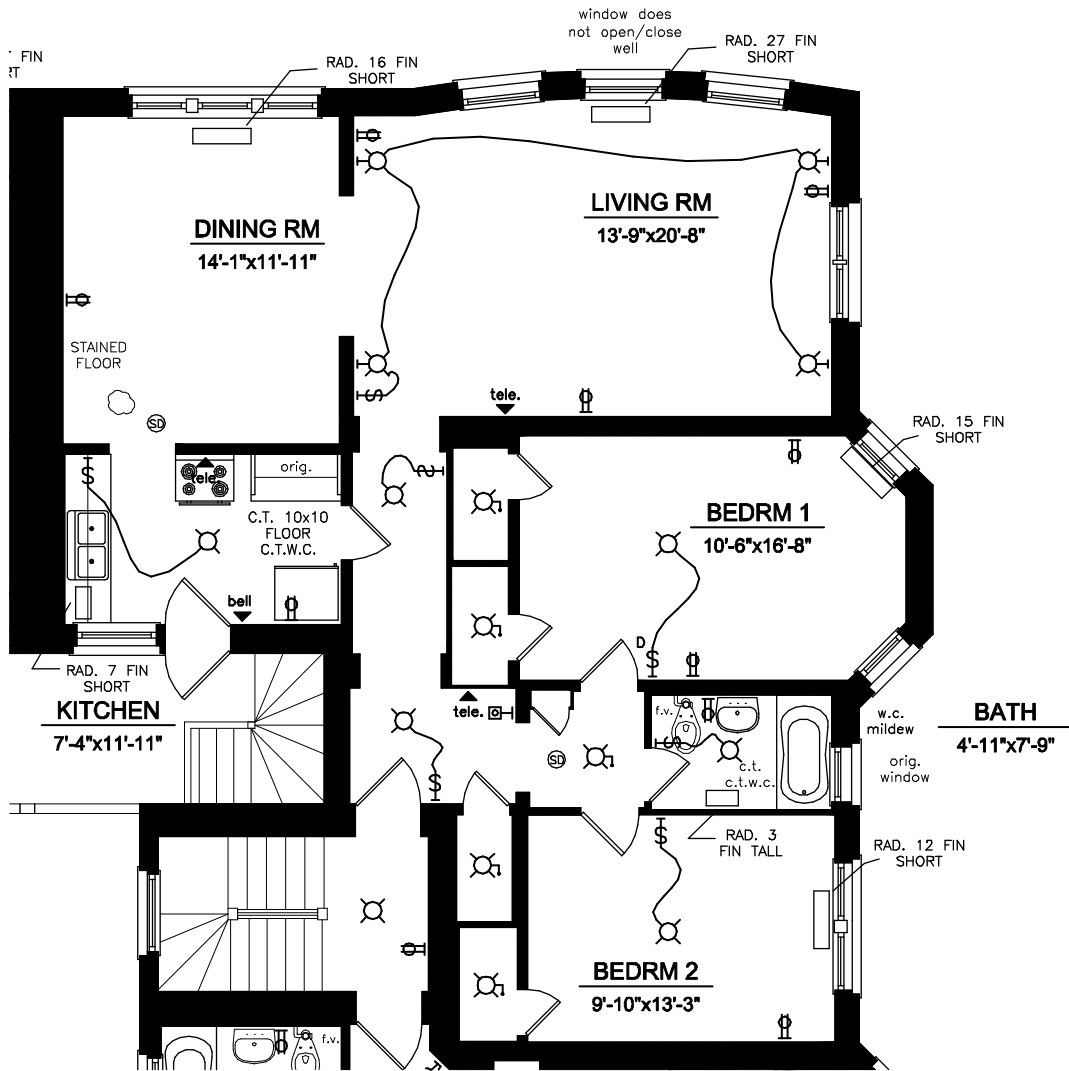 window does
not open/close
well
FIN
RAD. 16 FIN
SHORT
RAD. 27 FIN
SHORT
DINING RM
14'-1"x11'-11"
LIVING RM
13'-9"x20'-8"
STAINED
FLOOR
SD
tele.
RAD. 15 FIN
SHORT
tele.
orig.
C.T. 10x10
FLOOR
C.T.W.C.
BEDRM 1
10'-6"x16'-8"
bell
D
RAD. 7 FIN
SHORT
KITCHEN
7'-4"x11'-11"
tele.
f.v.
w.c.
mildew
BATH
4'-11"x7'-9"
SD
c.t.
c.t.w.c.
orig.
window
RAD. 3
FIN TALL
RAD. 12 FIN
SHORT
BEDRM 2
9'-10"x13'-3"
f.v.